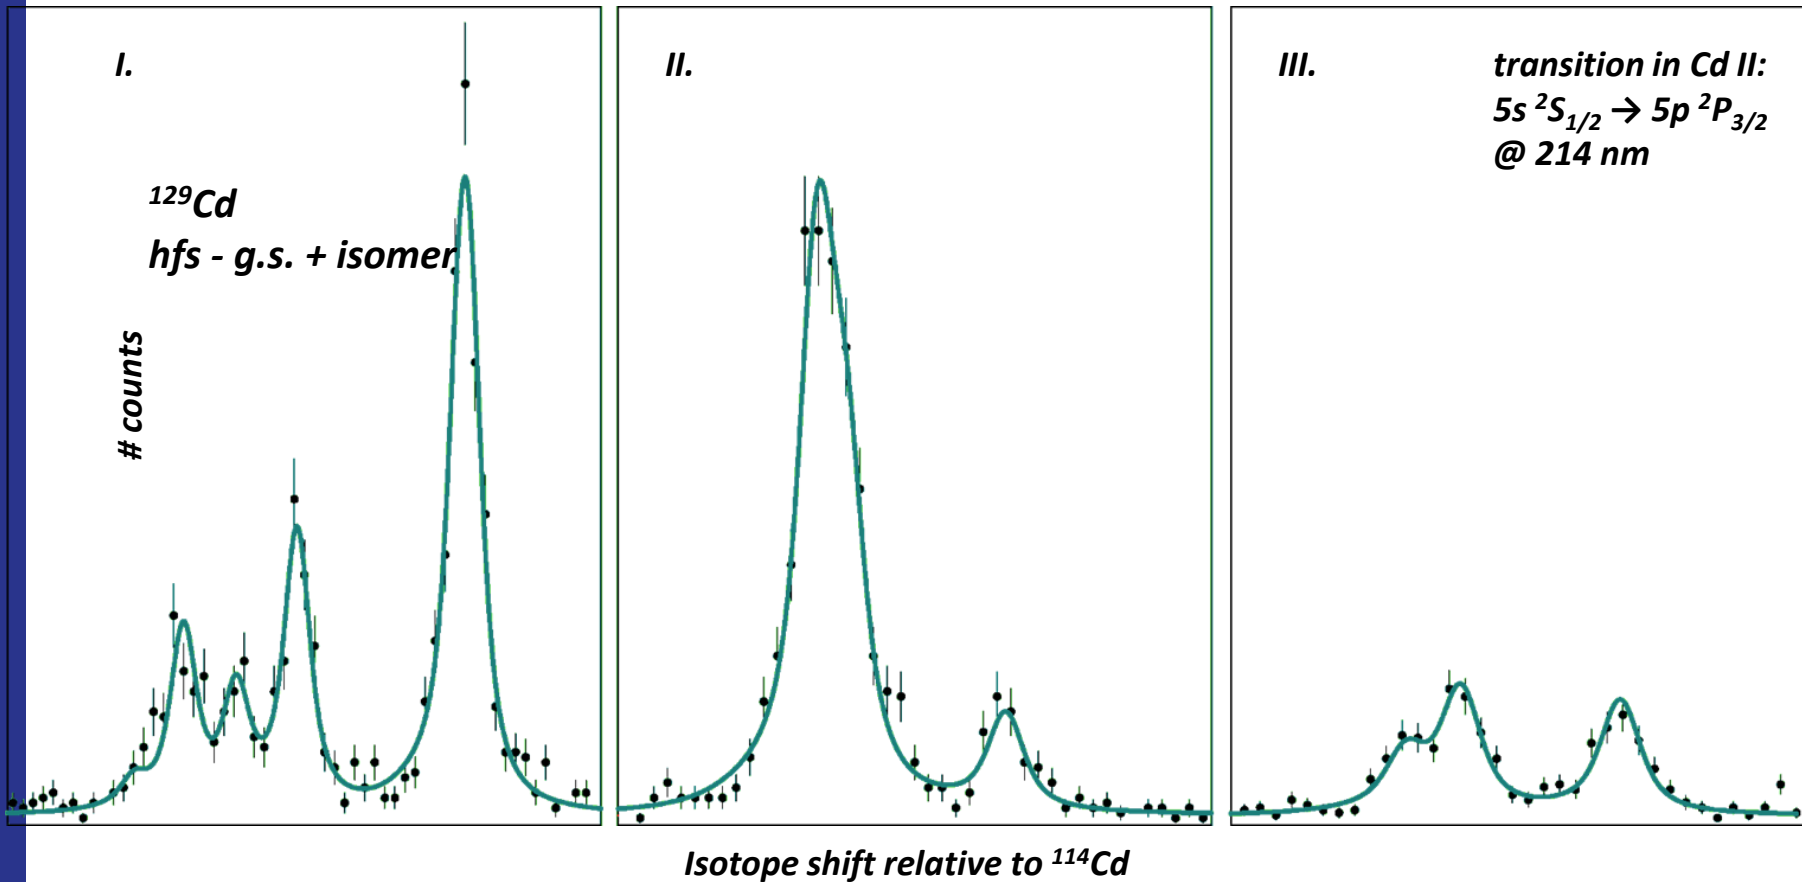 I.
II.
III.
transition in Cd II:
5s ²S₁/₂ → 5p ²P₃/₂
@ 214 nm
¹²⁹Cd
hfs - g.s. + isomer
# counts
Isotope shift relative to ¹¹⁴Cd